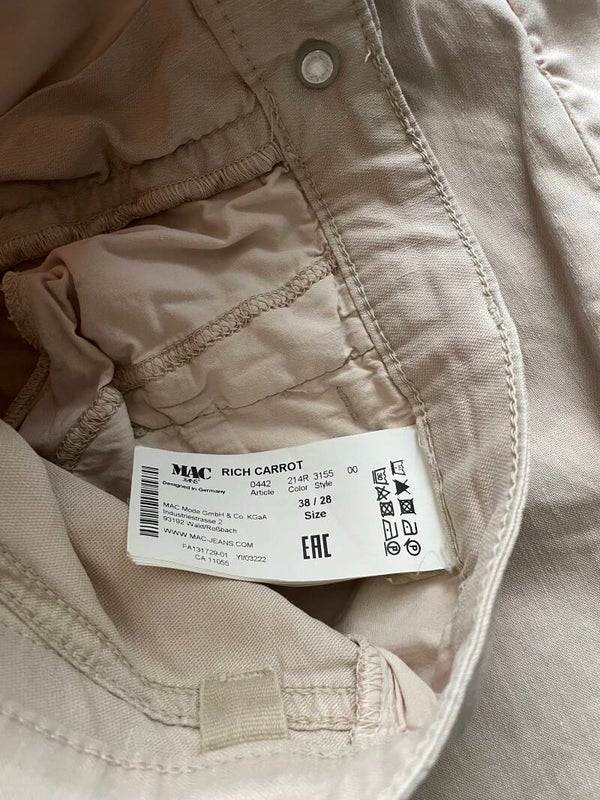 MAC
JEANS
Designed in Germany
RICH CARROT
0442 214R 3155 00
Article Color Style
38 / 28
Size
MAC Mode GmbH & Co. KGaA
Industriestrasse 2
93192 Wald/Roßbach
WWW.MAC-JEANS.COM
FA131729-01 YI/03222
CA 11055
EAC